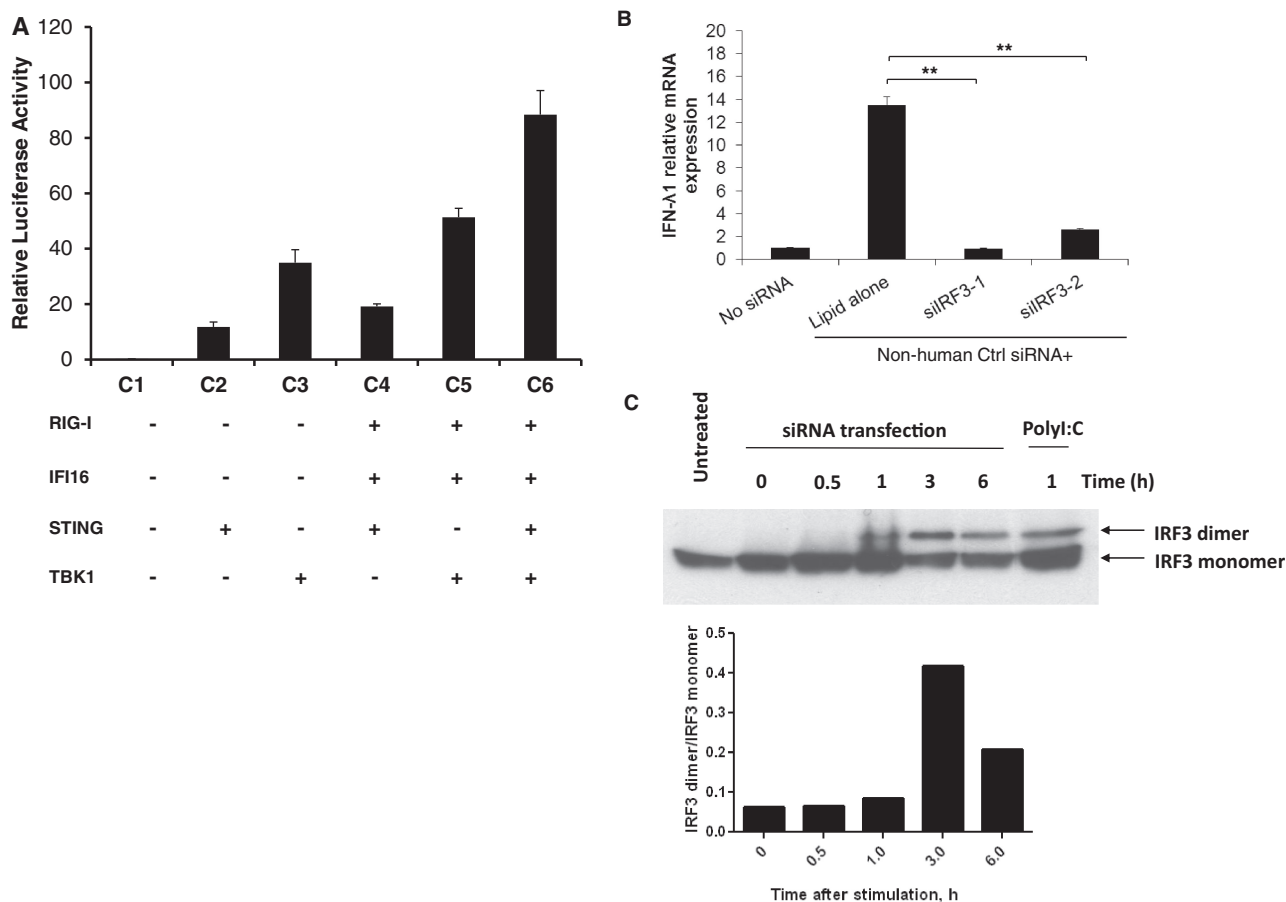 A
Relative Luciferase Activity
120
100
80
60
40
20
0
C1 C2 C3 C4 C5 C6
RIG-I - - - + + +
IFI16 - - - + + +
STING - + - + - +
TBK1 - - + - + +
B
IFN-λ1 relative mRNA
expression
20
18
16
14
12
10
8
6
4
2
0
**
**
No siRNA
Lipid alone
siIRF3-1
siIRF3-2
Non-human Ctrl siRNA+
C
Untreated
siRNA transfection
PolyI:C
0 0.5 1 3 6 1 Time (h)
IRF3 dimer
IRF3 monomer
IRF3 dimer/IRF3 monomer
0.5
0.4
0.3
0.2
0.1
0.0
0 0.5 1.0 3.0 6.0
Time after stimulation, h